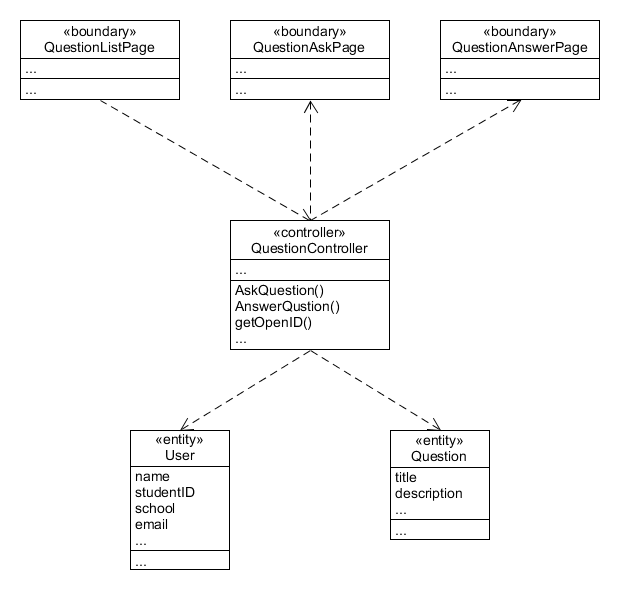 «boundary»
QuestionListPage
...
...
«boundary»
QuestionAskPage
...
...
«boundary»
QuestionAnswerPage
...
...
«controller»
QuestionController
...
AskQuestion()
AnswerQustion()
getOpenID()
...
«entity»
User
name
studentID
school
email
...
...
«entity»
Question
title
description
...
...